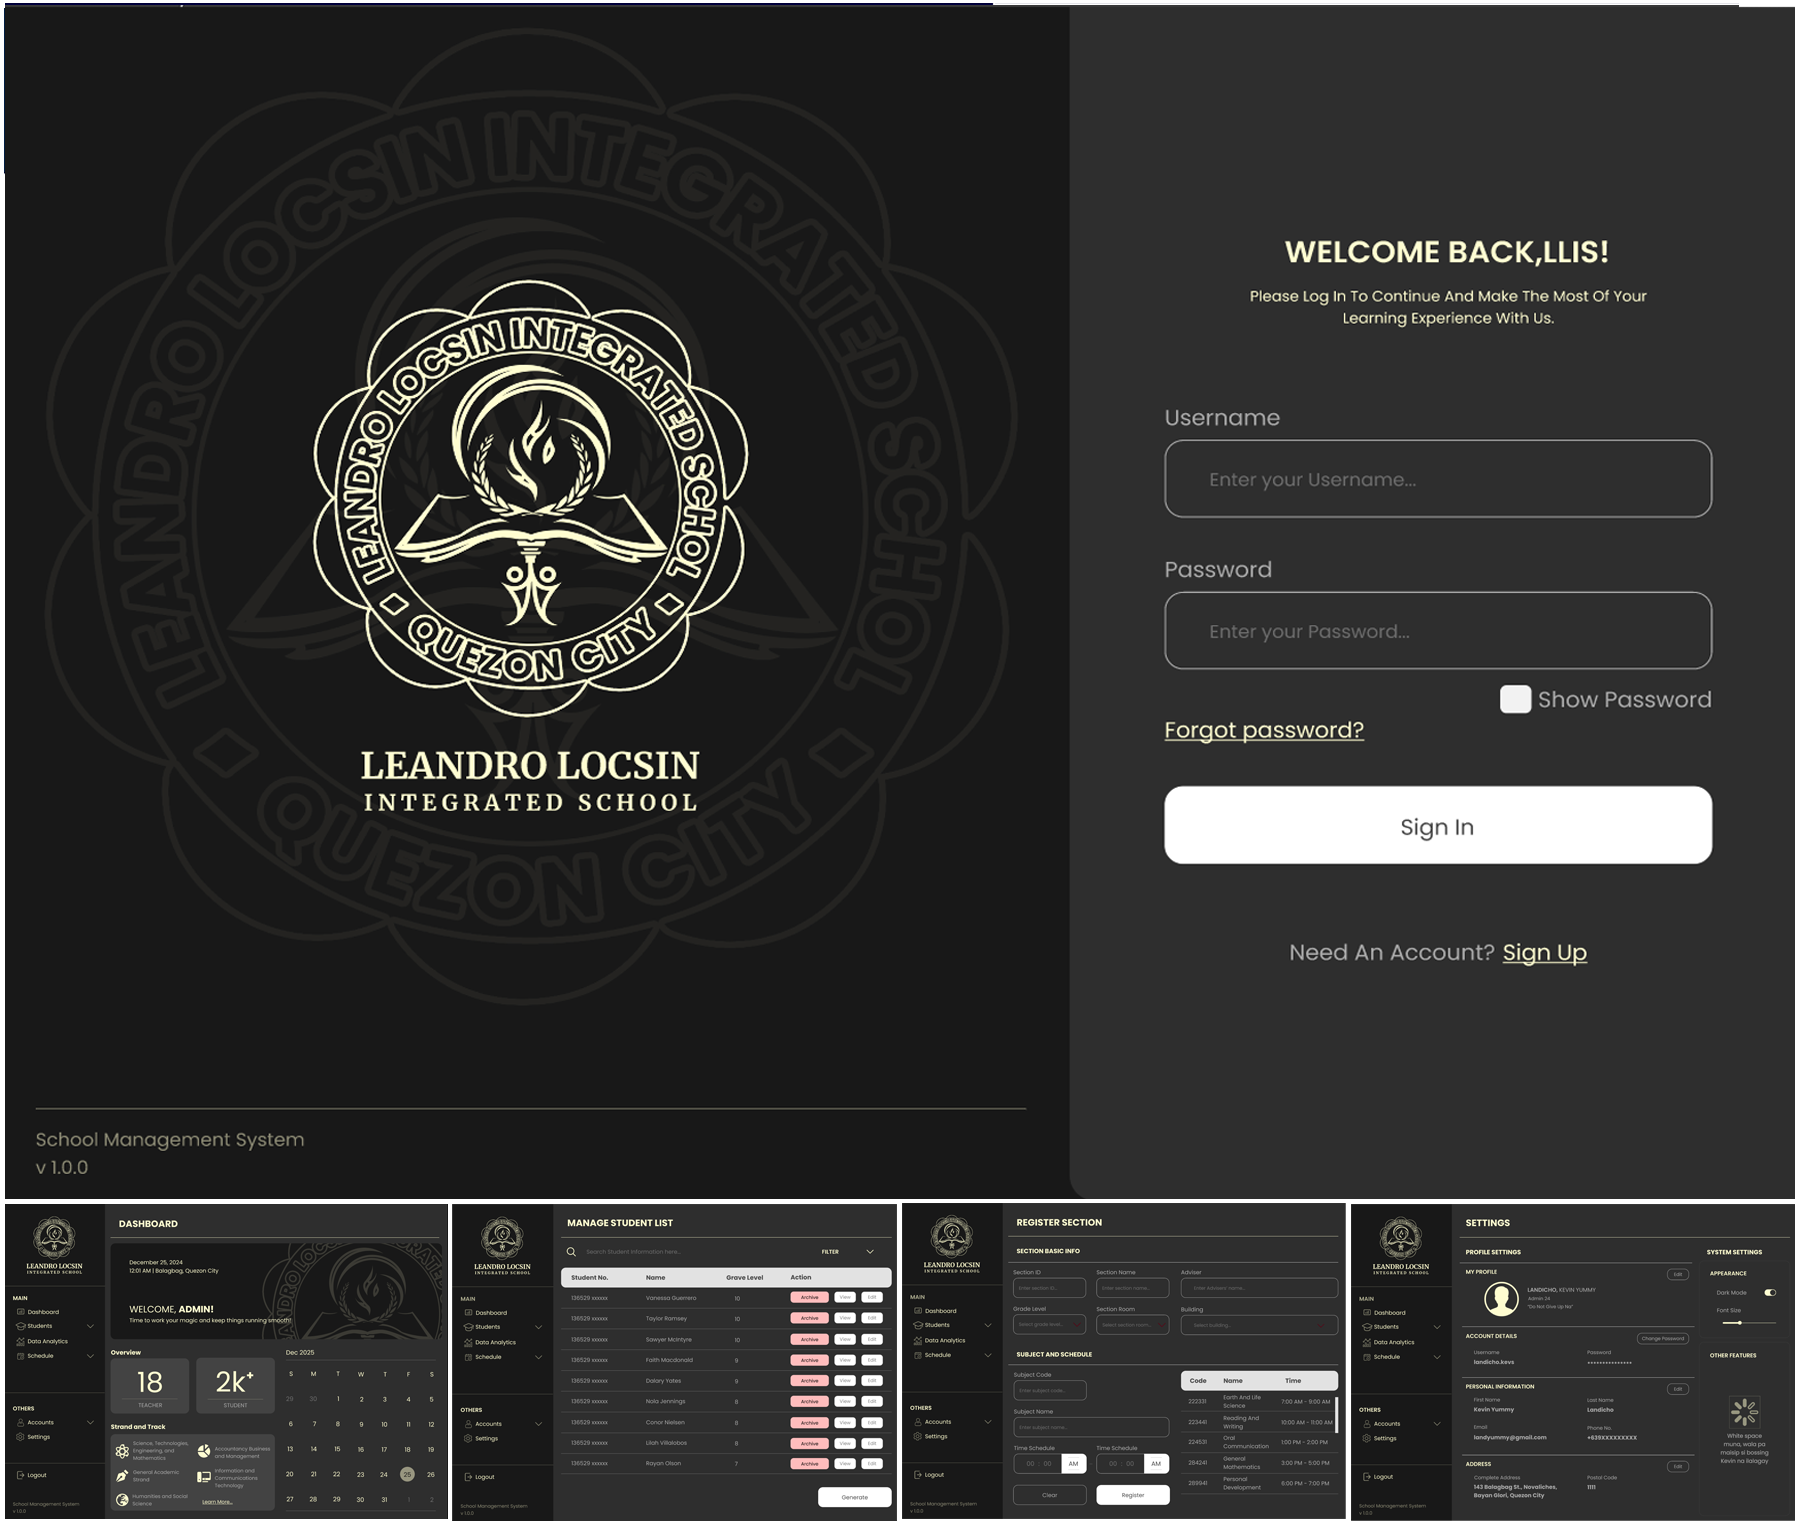 LEANDRO LOCSIN INTEGRATED SCHOOL
QUEZON CITY
LEANDRO LOCSIN INTEGRATED SCHOOL
QUEZON CITY
LEANDRO LOCSIN
INTEGRATED SCHOOL
School Management System
v 1.0.0
WELCOME BACK,LLIS!
Please Log In To Continue And Make The Most Of Your
Learning Experience With Us.
Username
Enter your Username...
Password
Enter your Password...
Show Password
Forgot password?
Sign In
Need An Account? Sign Up
LEANDRO LOCSIN
INTEGRATED SCHOOL
MAIN
Dashboard
Students
Data Analytics
Schedule
OTHERS
Accounts
Settings
Logout
School Management System
v 1.0.0
DASHBOARD
December 25, 2024
12:01 AM | Balagbag, Quezon City
WELCOME, ADMIN!
Time to work your magic and keep things running smooth!
Overview
18
TEACHER
2k+
STUDENT
Strand and Track
Science, Technologies,
Engineering, and
Mathematics
General Academic
Strand
Humanities and Social
Science
Accountancy Business
and Management
Information and
Communications
Technology
Learn More...
Dec 2025
S M T W T F S
29 30 1 2 3 4 5
6 7 8 9 10 11 12
13 14 15 16 17 18 19
20 21 22 23 24 25 26
27 28 29 30 31 1 2
LEANDRO LOCSIN
INTEGRATED SCHOOL
MAIN
Dashboard
Students
Data Analytics
Schedule
OTHERS
Accounts
Settings
Logout
School Management System
v 1.0.0
MANAGE STUDENT LIST
Search Student Information here...
FILTER
Student No. Name Grave Level Action
136529 xxxxxx Vanessa Guerrero 10 Archive View Edit
136529 xxxxxx Taylor Ramsey 10 Archive View Edit
136529 xxxxxx Sawyer McIntyre 10 Archive View Edit
136529 xxxxxx Faith Macdonald 9 Archive View Edit
136529 xxxxxx Dalary Yates 9 Archive View Edit
136529 xxxxxx Nola Jennings 8 Archive View Edit
136529 xxxxxx Conor Nielsen 8 Archive View Edit
136529 xxxxxx Lilah Villalobos 8 Archive View Edit
136529 xxxxxx Rayan Olson 7 Archive View Edit
Generate
LEANDRO LOCSIN
INTEGRATED SCHOOL
MAIN
Dashboard
Students
Data Analytics
Schedule
OTHERS
Accounts
Settings
Logout
School Management System
v 1.0.0
REGISTER SECTION
SECTION BASIC INFO
Section ID Section Name Adviser
Enter section ID... Enter section name... Enter Adviser name...
Grade Level Section Room Building
Select grade level... Select section room... Select building...
SUBJECT AND SCHEDULE
Subject Code
Enter subject code...
Subject Name
Enter subject name...
Time Schedule Time Schedule
00 : 00 AM 00 : 00 AM
Clear Register
Code Name Time
222331 Earth And Life Science 7:00 AM - 9:00 AM
223441 Reading And Writing 10:00 AM - 11:00 AM
224531 Oral Communication 1:00 PM - 2:00 PM
284241 General Mathematics 3:00 PM - 5:00 PM
289941 Personal Development 6:00 PM - 7:00 PM
LEANDRO LOCSIN
INTEGRATED SCHOOL
MAIN
Dashboard
Students
Data Analytics
Schedule
OTHERS
Accounts
Settings
Logout
School Management System
v 1.0.0
SETTINGS
PROFILE SETTINGS
MY PROFILE
Edit
LANDICHO, KEVIN YUMMY
Admin 24
"Do Not Give Up No"
ACCOUNT DETAILS
Change Password
Username Password
landicho.kevs ***************
PERSONAL INFORMATION
Edit
First Name Last Name
Kevin Yummy Landicho
Email Phone No.
landyummy@gmail.com +639XXXXXXXXX
ADDRESS
Edit
Complete Address Postal Code
143 Balagbag St., Novaliches, 1111
Bayan Glori, Quezon City
SYSTEM SETTINGS
APPEARANCE
Dark Mode
Font Size
OTHER FEATURES
White space
muna, wala pa
maisip si bossing
Kevin na ilalagay